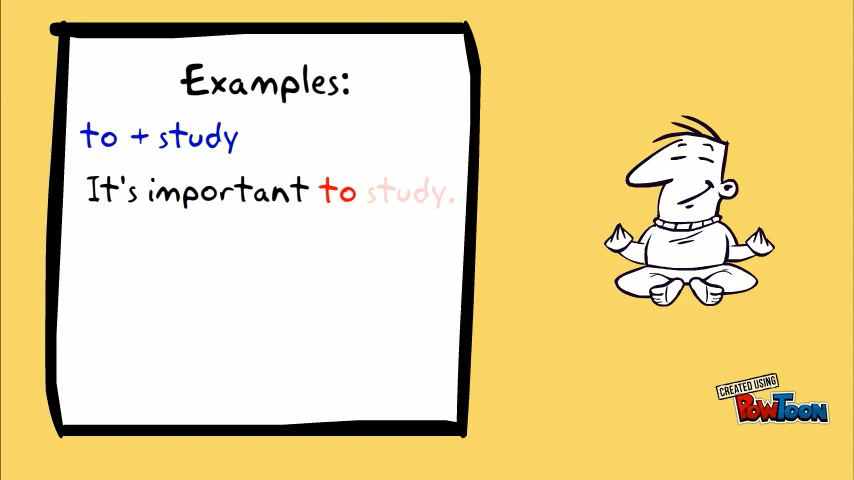 Examples:
to + study
It's important to study.
CREATED USING
POWTOON